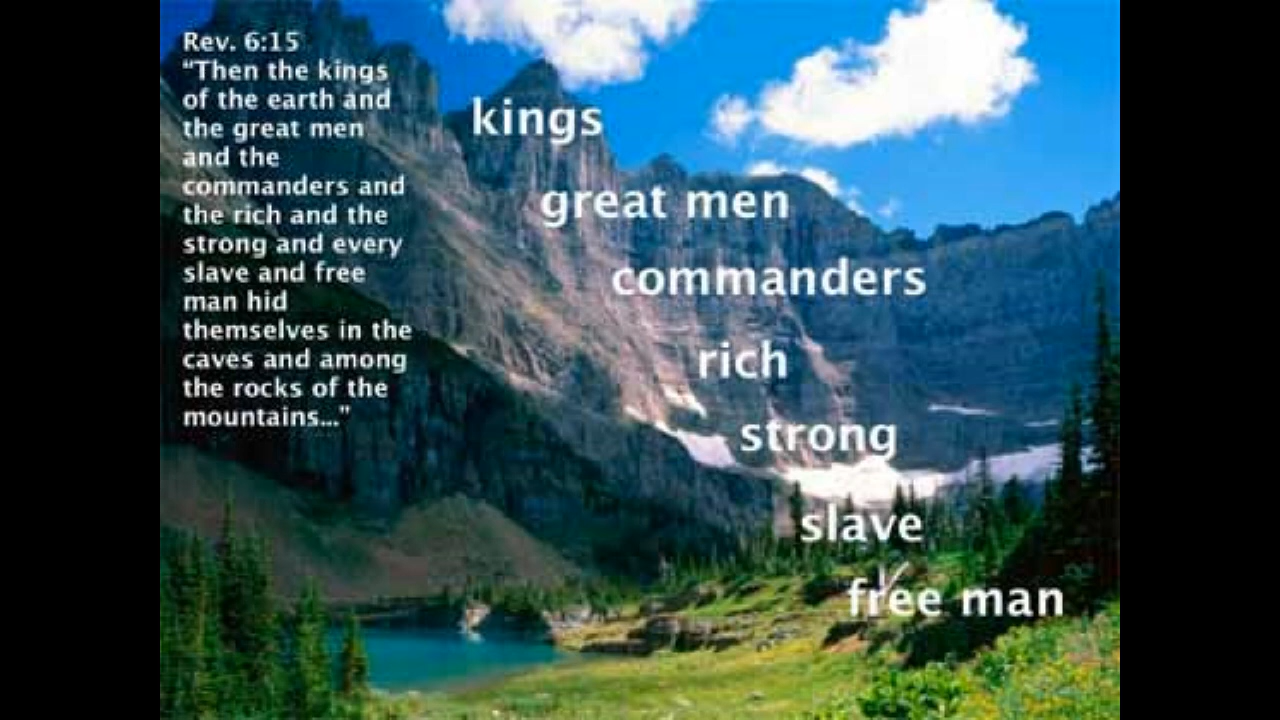 Rev. 6:15
“Then the kings
of the earth and
the great men
and the
commanders and
the rich and the
strong and every
slave and free
man hid
themselves in the
caves and among
the rocks of the
mountains...”
kings
great men
commanders
rich
strong
slave
free man